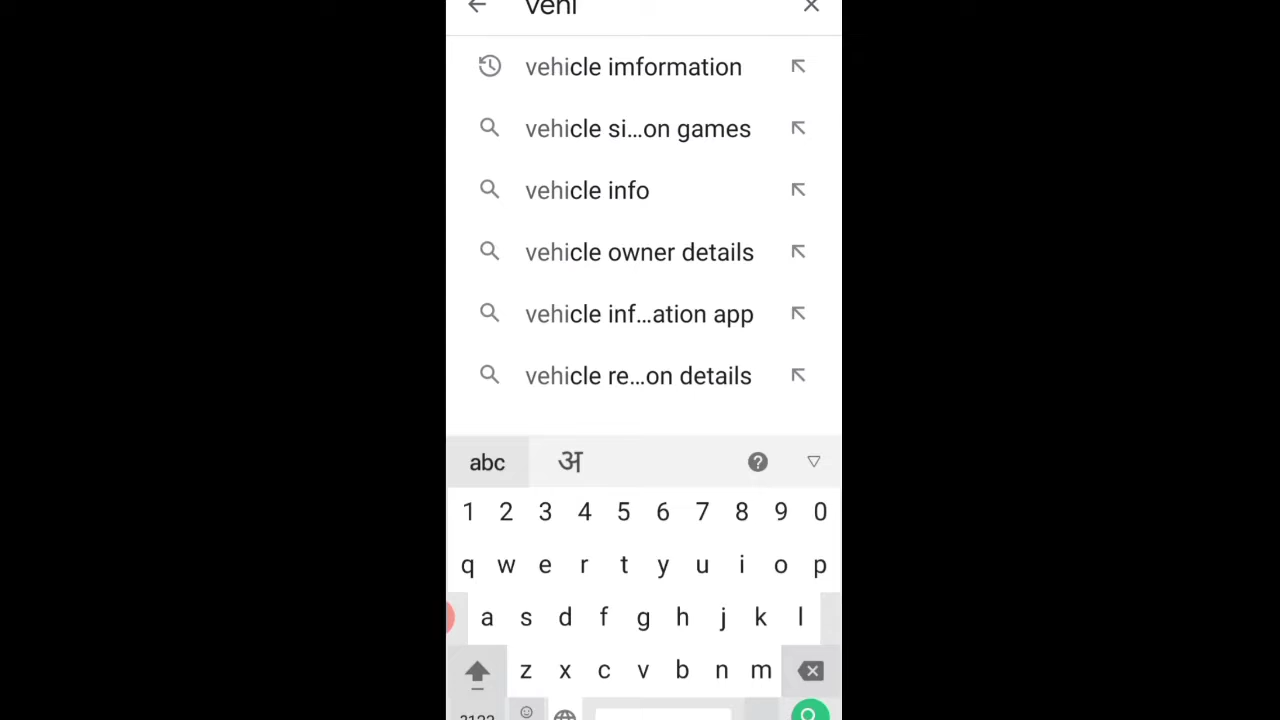 vehi
vehicle imformation
vehicle si...on games
vehicle info
vehicle owner details
vehicle inf...ation app
vehicle re...on details
abc अ ?
1 2 3 4 5 6 7 8 9 0
q w e r t y u i o p
a s d f g h j k l
z x c v b n m
?123